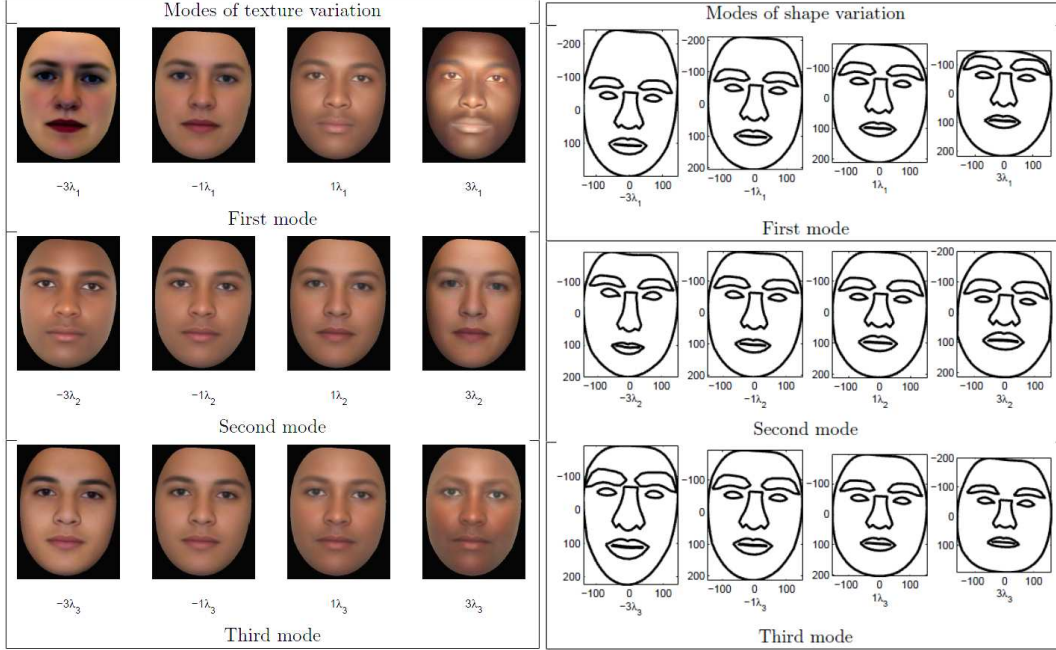 Modes of texture variation
−3λ1 −1λ1 1λ1 3λ1
First mode
−3λ2 −1λ2 1λ2 3λ2
Second mode
−3λ3 −1λ3 1λ3 3λ3
Third mode
Modes of shape variation
−200
−100
0
100
−100 0 100
−3λ1
−200
−100
0
100
200
−100 0 100
−1λ1
−100
0
100
200
−100 0 100
1λ1
−100
0
100
200
−100 0 100
3λ1
First mode
−100
0
100
200
−100 0 100
−3λ2
−100
0
100
200
−100 0 100
−1λ2
−100
0
100
200
−100 0 100
1λ2
−200
−100
0
100
200
−100 0 100
3λ2
Second mode
−100
0
100
200
−100 0 100
−3λ3
−100
0
100
200
−100 0 100
−1λ3
−100
0
100
200
−100 0 100
1λ3
−200
−100
0
100
−100 0 100
3λ3
Third mode